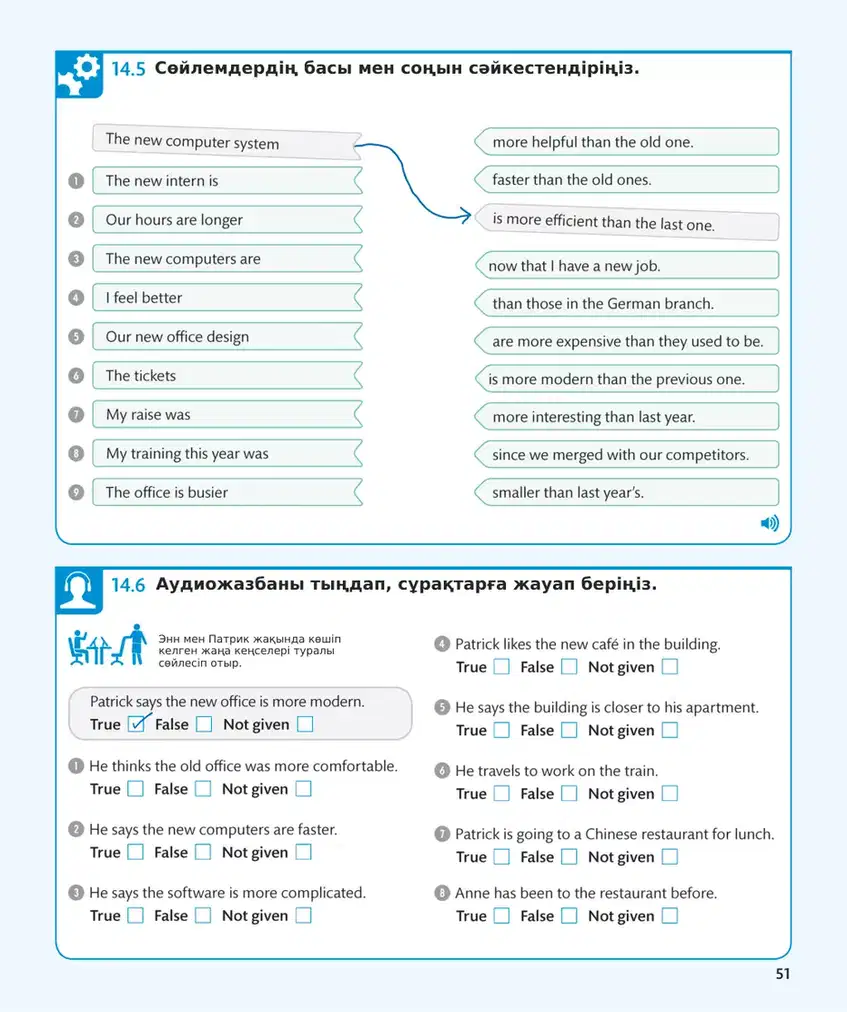 14.5 Сөйлемдердің басы мен соңын сәйкестендіріңіз.
The new computer system
1 The new intern is
2 Our hours are longer
3 The new computers are
4 I feel better
5 Our new office design
6 The tickets
7 My raise was
8 My training this year was
9 The office is busier
more helpful than the old one.
faster than the old ones.
is more efficient than the last one.
now that I have a new job.
than those in the German branch.
are more expensive than they used to be.
is more modern than the previous one.
more interesting than last year.
since we merged with our competitors.
smaller than last year's.
14.6 Аудиожазбаны тыңдап, сұрақтарға жауап беріңіз.
Энн мен Патрик жақында көшіп
келген жаңа кеңселері туралы
сөйлесіп отыр.
Patrick says the new office is more modern.
True False Not given
1 He thinks the old office was more comfortable.
True False Not given
2 He says the new computers are faster.
True False Not given
3 He says the software is more complicated.
True False Not given
4 Patrick likes the new café in the building.
True False Not given
5 He says the building is closer to his apartment.
True False Not given
6 He travels to work on the train.
True False Not given
7 Patrick is going to a Chinese restaurant for lunch.
True False Not given
8 Anne has been to the restaurant before.
True False Not given
51